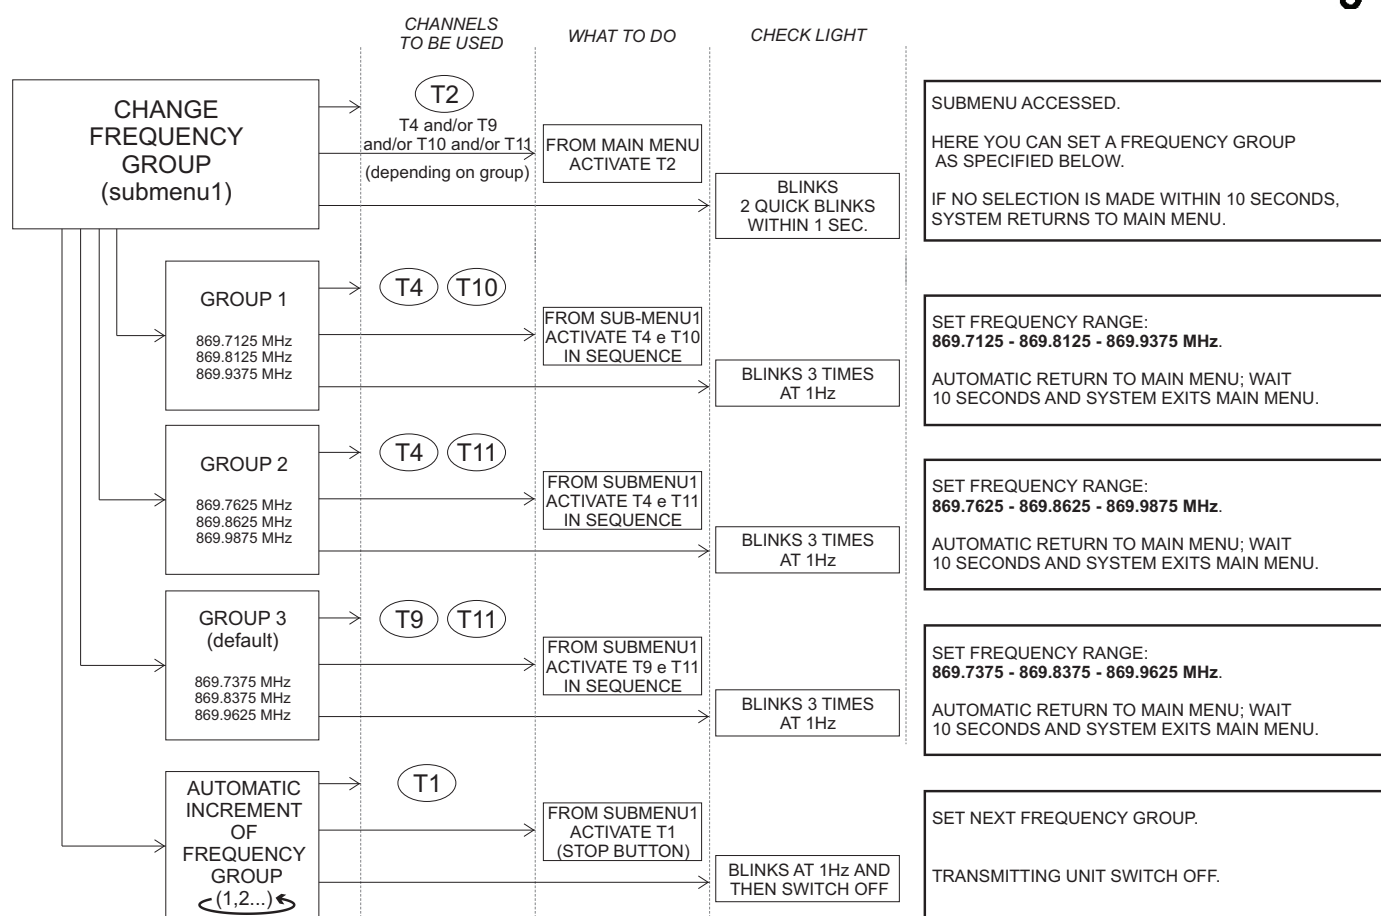 CHANNELS
TO BE USED
WHAT TO DO
CHECK LIGHT
CHANGE
FREQUENCY
GROUP
(submenu1)
T2
T4 and/or T9
and/or T10 and/or T11
(depending on group)
FROM MAIN MENU
ACTIVATE T2
BLINKS
2 QUICK BLINKS
WITHIN 1 SEC.
SUBMENU ACCESSED.
HERE YOU CAN SET A FREQUENCY GROUP
AS SPECIFIED BELOW.
IF NO SELECTION IS MADE WITHIN 10 SECONDS,
SYSTEM RETURNS TO MAIN MENU.
GROUP 1
869.7125 MHz
869.8125 MHz
869.9375 MHz
T4 T10
FROM SUB-MENU1
ACTIVATE T4 e T10
IN SEQUENCE
BLINKS 3 TIMES
AT 1Hz
SET FREQUENCY RANGE:
869.7125 - 869.8125 - 869.9375 MHz.
AUTOMATIC RETURN TO MAIN MENU; WAIT
10 SECONDS AND SYSTEM EXITS MAIN MENU.
GROUP 2
869.7625 MHz
869.8625 MHz
869.9875 MHz
T4 T11
FROM SUBMENU1
ACTIVATE T4 e T11
IN SEQUENCE
BLINKS 3 TIMES
AT 1Hz
SET FREQUENCY RANGE:
869.7625 - 869.8625 - 869.9875 MHz.
AUTOMATIC RETURN TO MAIN MENU; WAIT
10 SECONDS AND SYSTEM EXITS MAIN MENU.
GROUP 3
(default)
869.7375 MHz
869.8375 MHz
869.9625 MHz
T9 T11
FROM SUBMENU1
ACTIVATE T9 e T11
IN SEQUENCE
BLINKS 3 TIMES
AT 1Hz
SET FREQUENCY RANGE:
869.7375 - 869.8375 - 869.9625 MHz.
AUTOMATIC RETURN TO MAIN MENU; WAIT
10 SECONDS AND SYSTEM EXITS MAIN MENU.
AUTOMATIC
INCREMENT
OF
FREQUENCY
GROUP
(1,2...)
T1
FROM SUBMENU1
ACTIVATE T1
(STOP BUTTON)
BLINKS AT 1Hz AND
THEN SWITCH OFF
SET NEXT FREQUENCY GROUP.
TRANSMITTING UNIT SWITCH OFF.